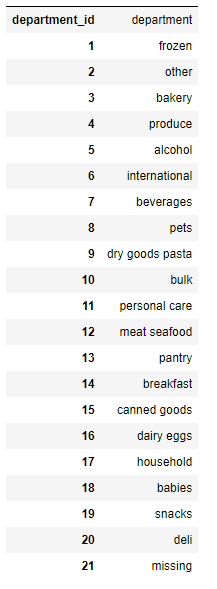 department_id department
1 frozen
2 other
3 bakery
4 produce
5 alcohol
6 international
7 beverages
8 pets
9 dry goods pasta
10 bulk
11 personal care
12 meat seafood
13 pantry
14 breakfast
15 canned goods
16 dairy eggs
17 household
18 babies
19 snacks
20 deli
21 missing